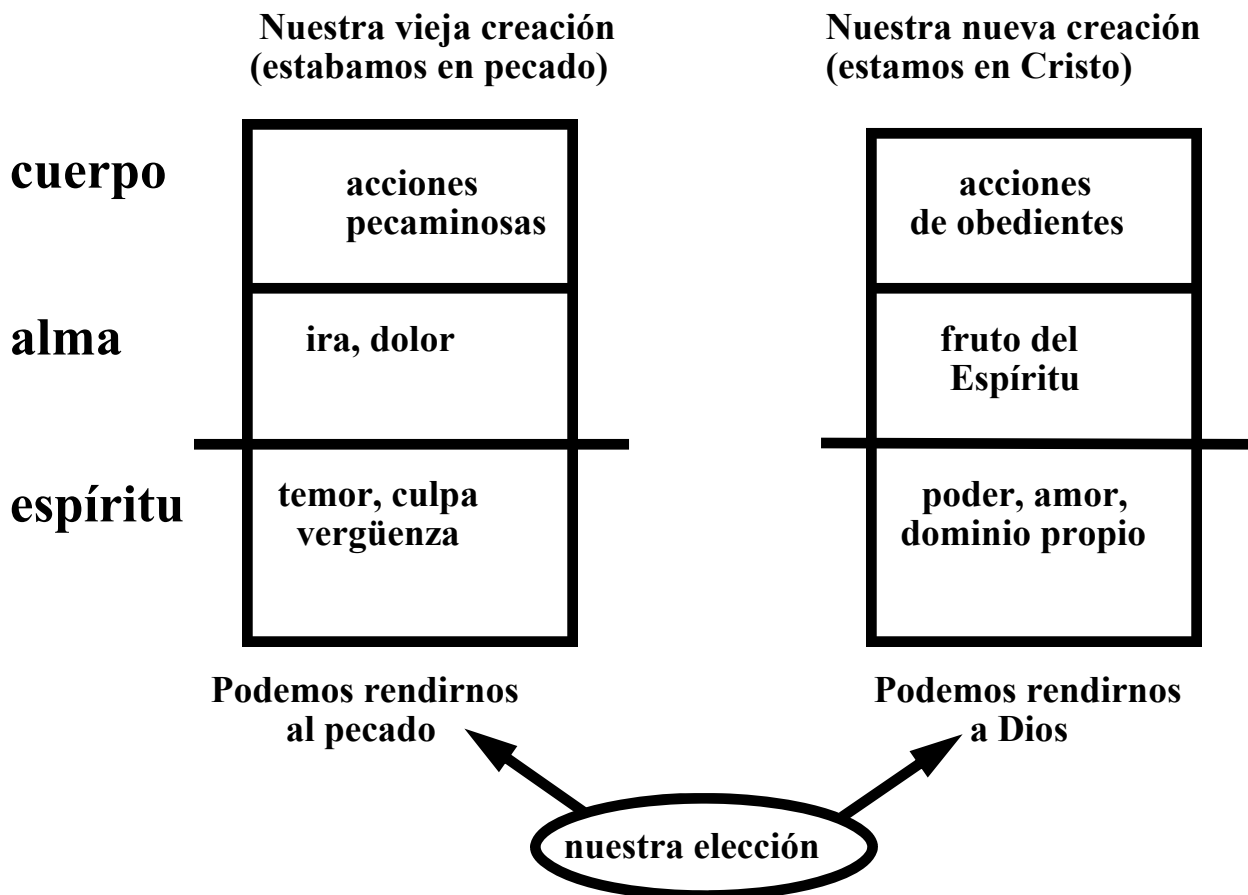 Nuestra vieja creación
(estabamos en pecado)
Nuestra nueva creación
(estamos en Cristo)
cuerpo
acciones
pecaminosas
acciones
de obedientes
alma
ira, dolor
fruto del
Espíritu
espíritu
temor, culpa
vergüenza
poder, amor,
dominio propio
Podemos rendirnos
al pecado
Podemos rendirnos
a Dios
nuestra elección